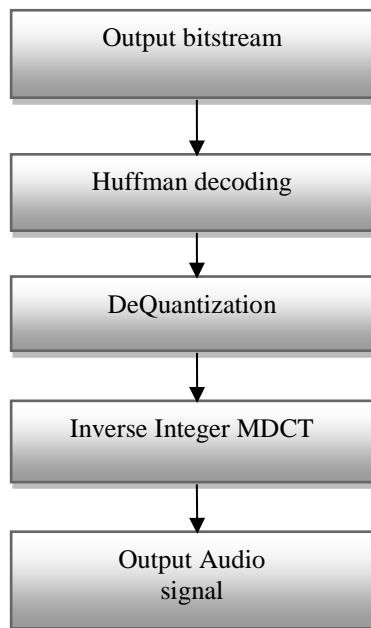 Output bitstream
Huffman decoding
DeQuantization
Inverse Integer MDCT
Output Audio
signal